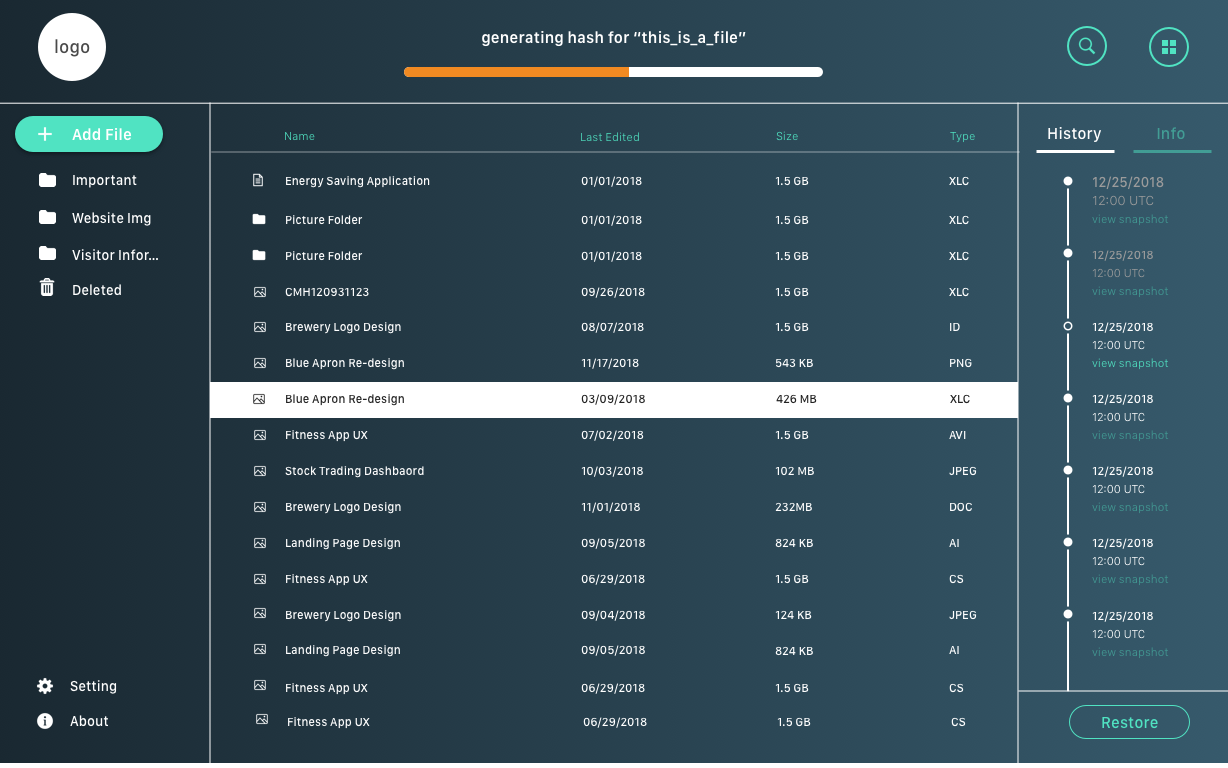 logo
generating hash for “this_is_a_file”
Add File
Important
Website Img
Visitor Infor...
Deleted
Setting
About
Name Last Edited Size Type
Energy Saving Application 01/01/2018 1.5 GB XLC
Picture Folder 01/01/2018 1.5 GB XLC
Picture Folder 01/01/2018 1.5 GB XLC
CMH120931123 09/26/2018 1.5 GB XLC
Brewery Logo Design 08/07/2018 1.5 GB ID
Blue Apron Re-design 11/17/2018 543 KB PNG
Blue Apron Re-design 03/09/2018 426 MB XLC
Fitness App UX 07/02/2018 1.5 GB AVI
Stock Trading Dashbaord 10/03/2018 102 MB JPEG
Brewery Logo Design 11/01/2018 232MB DOC
Landing Page Design 09/05/2018 824 KB AI
Fitness App UX 06/29/2018 1.5 GB CS
Brewery Logo Design 09/04/2018 124 KB JPEG
Landing Page Design 09/05/2018 824 KB AI
Fitness App UX 06/29/2018 1.5 GB CS
Fitness App UX 06/29/2018 1.5 GB CS
History Info
12/25/2018
12:00 UTC
view snapshot
12/25/2018
12:00 UTC
view snapshot
12/25/2018
12:00 UTC
view snapshot
12/25/2018
12:00 UTC
view snapshot
12/25/2018
12:00 UTC
view snapshot
12/25/2018
12:00 UTC
view snapshot
12/25/2018
12:00 UTC
view snapshot
Restore